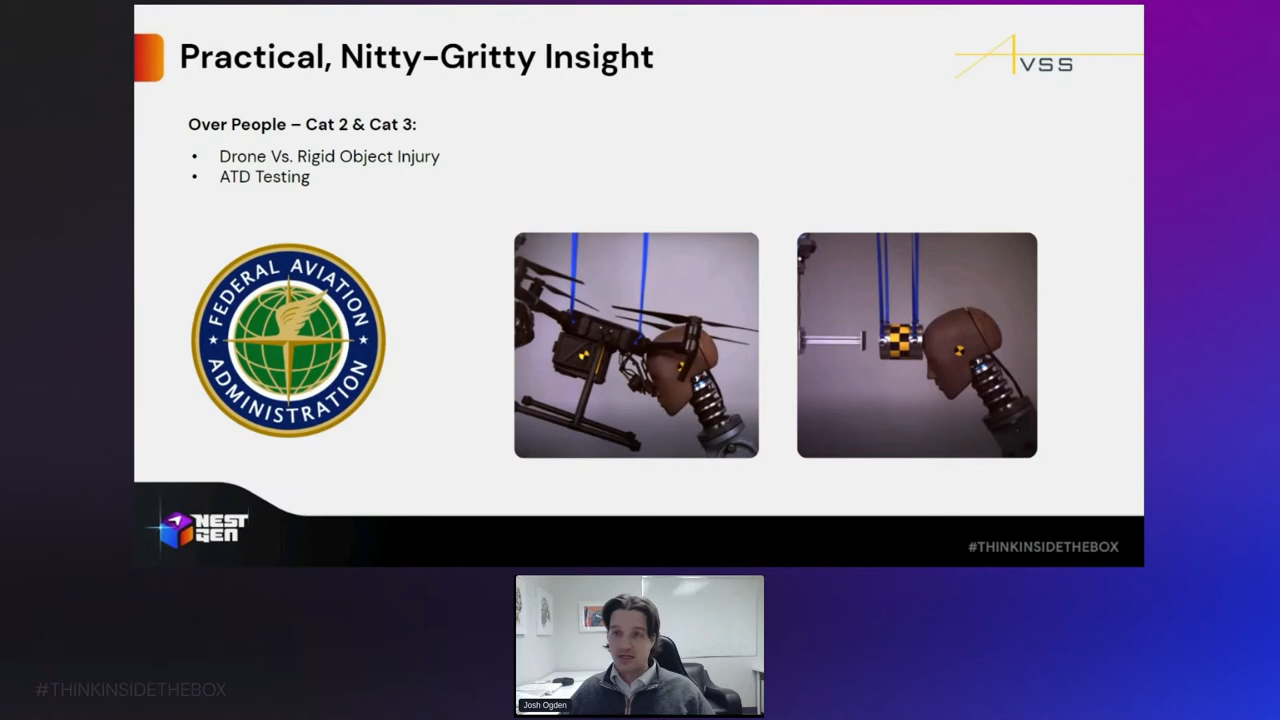 Practical, Nitty-Gritty Insight
AVSS
Over People – Cat 2 & Cat 3:
• Drone Vs. Rigid Object Injury
• ATD Testing
FEDERAL AVIATION
ADMINISTRATION
NEST
GEN
#THINKINSIDETHEBOX
#THINKINSIDETHEBOX
Josh Ogden